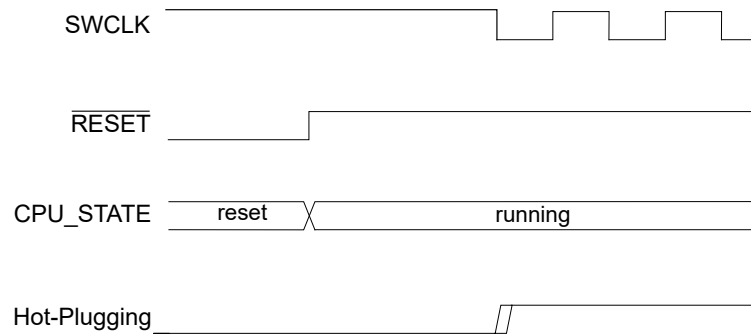 SWCLK
RESET
CPU_STATE reset running
Hot-Plugging